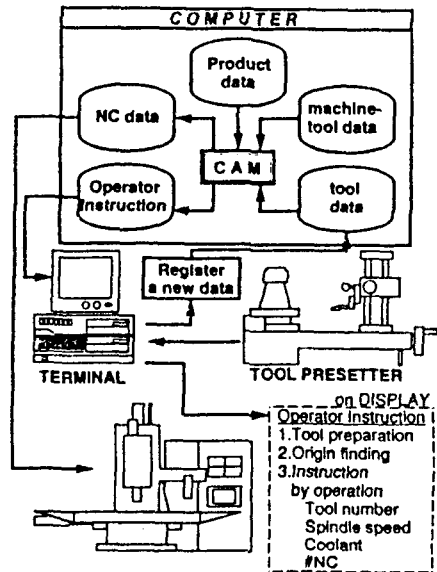 COMPUTER
Product
data
NC data
machine-
tool data
CAM
Operator
Instruction
tool
data
Register
a new data
TERMINAL
TOOL PRESETTER
on DISPLAY
Operator Instruction
1.Tool preparation
2.Origin finding
3.Instruction
by operation
Tool number
Spindle speed
Coolant
#NC